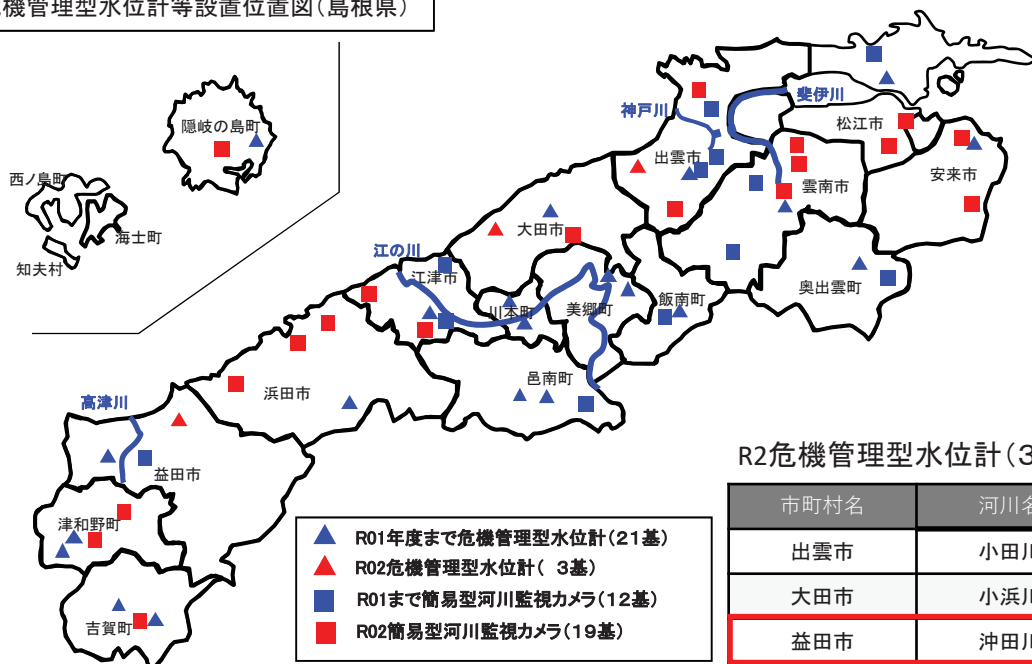 危機管理型水位計等設置位置図(島根県)
隠岐の島町
西ノ島町
海士町
知夫村
斐伊川
神戸川
松江市
出雲市
安来市
雲南市
大田市
江の川
江津市
奥出雲町
飯南町
川本町
美郷町
邑南町
浜田市
高津川
益田市
津和野町
吉賀町
R01年度まで危機管理型水位計(21基)
R02危機管理型水位計( 3基)
R01まで簡易型河川監視カメラ(12基)
R02簡易型河川監視カメラ(19基)
R2危機管理型水位計(3
市町村名 河川名
出雲市 小田川
大田市 小浜川
益田市 沖田川